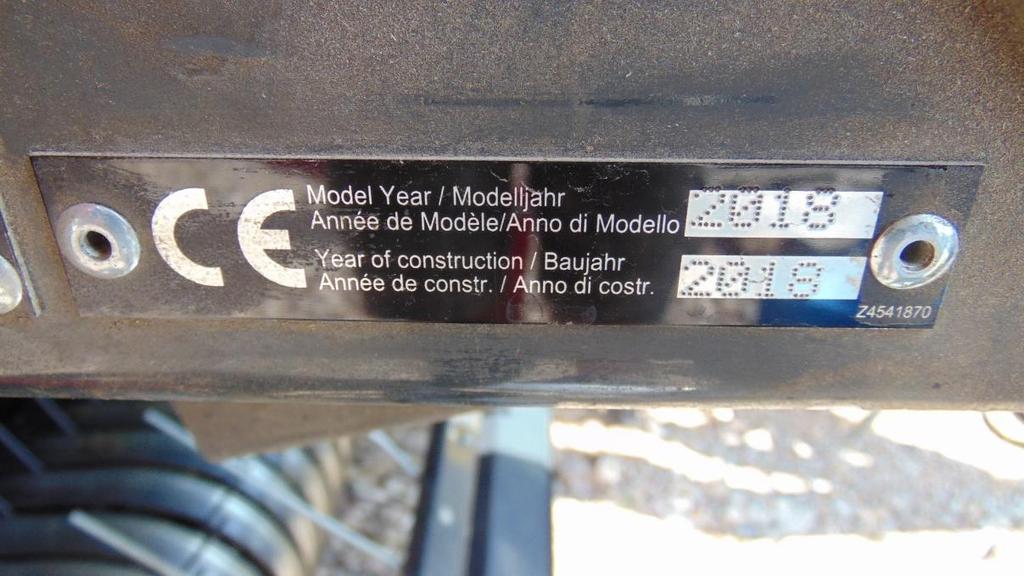 CE
Model Year / Modelljahr
Année de Modèle/Anno di Modello 2018
Year of construction / Baujahr
Année de constr. / Anno di costr. 2018
Z4541870